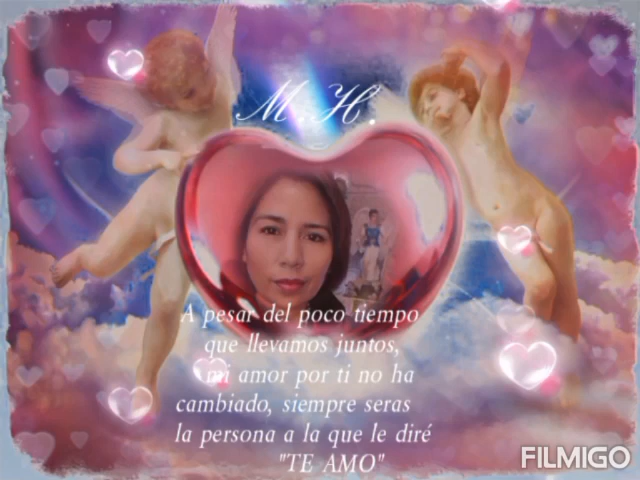 M.H.
A pesar del poco tiempo
que llevamos juntos,
mi amor por ti no ha
cambiado, siempre seras
la persona a la que le diré
"TE AMO"
FILMIGO